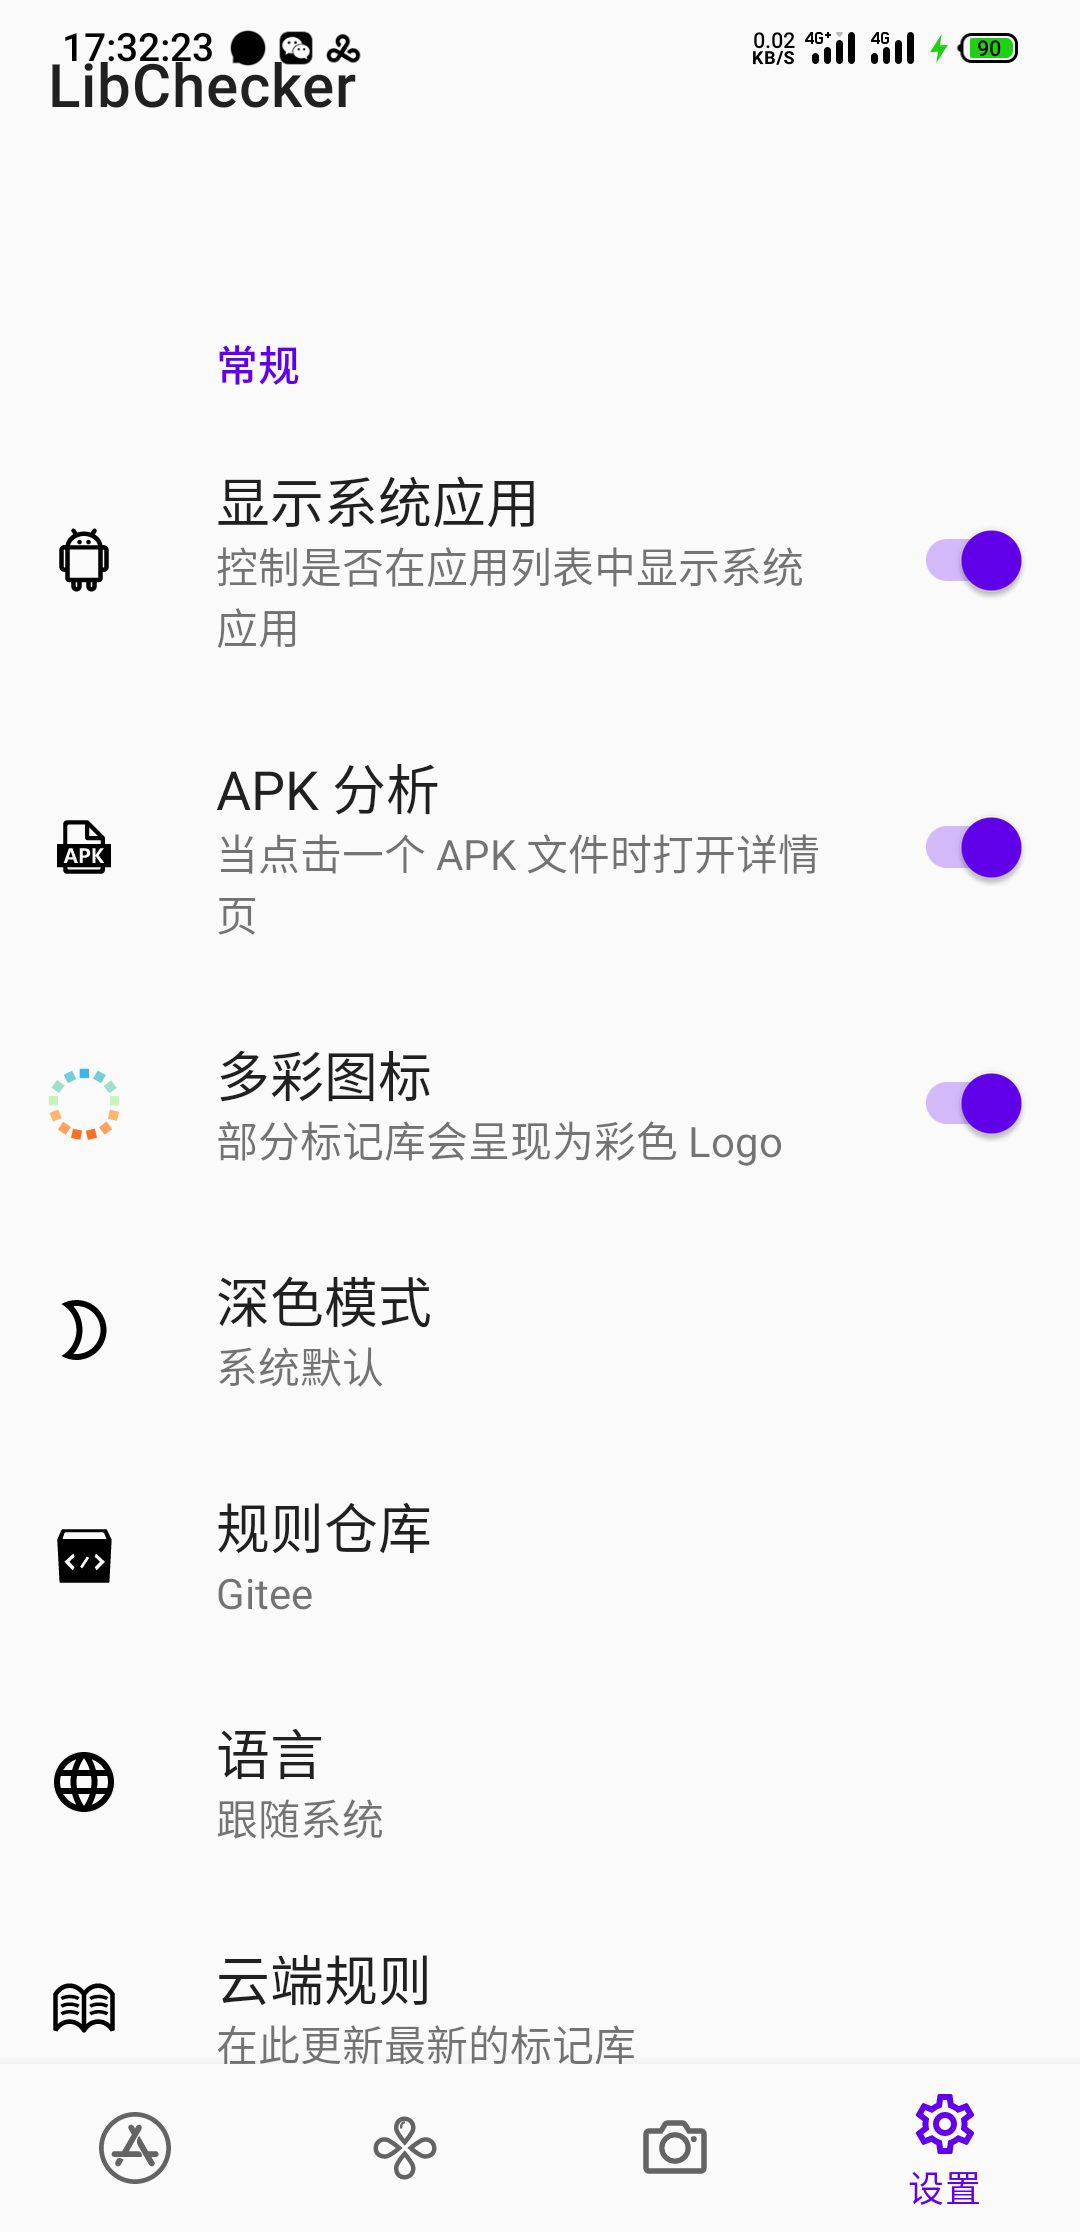 17:32:23
0.02
KB/S
4G+
4G
90
LibChecker
常规
显示系统应用
控制是否在应用列表中显示系统
应用
APK 分析
APK
当点击一个 APK 文件时打开详情
页
多彩图标
部分标记库会呈现为彩色 Logo
深色模式
系统默认
规则仓库
Gitee
语言
跟随系统
云端规则
在此更新最新的标记库
设置